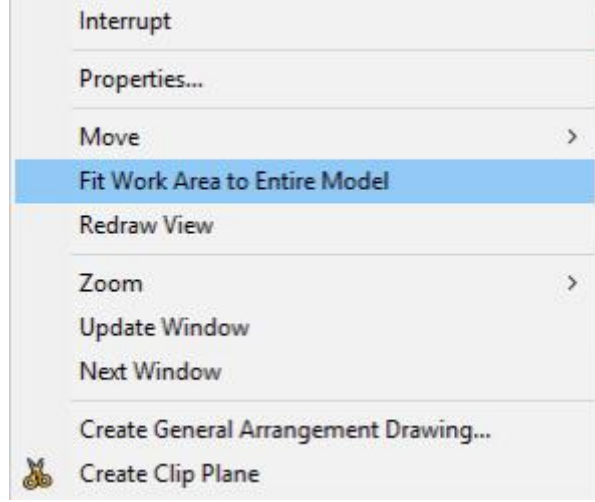 Interrupt
Properties...
Move
Fit Work Area to Entire Model
Redraw View
Zoom
Update Window
Next Window
Create General Arrangement Drawing...
Create Clip Plane